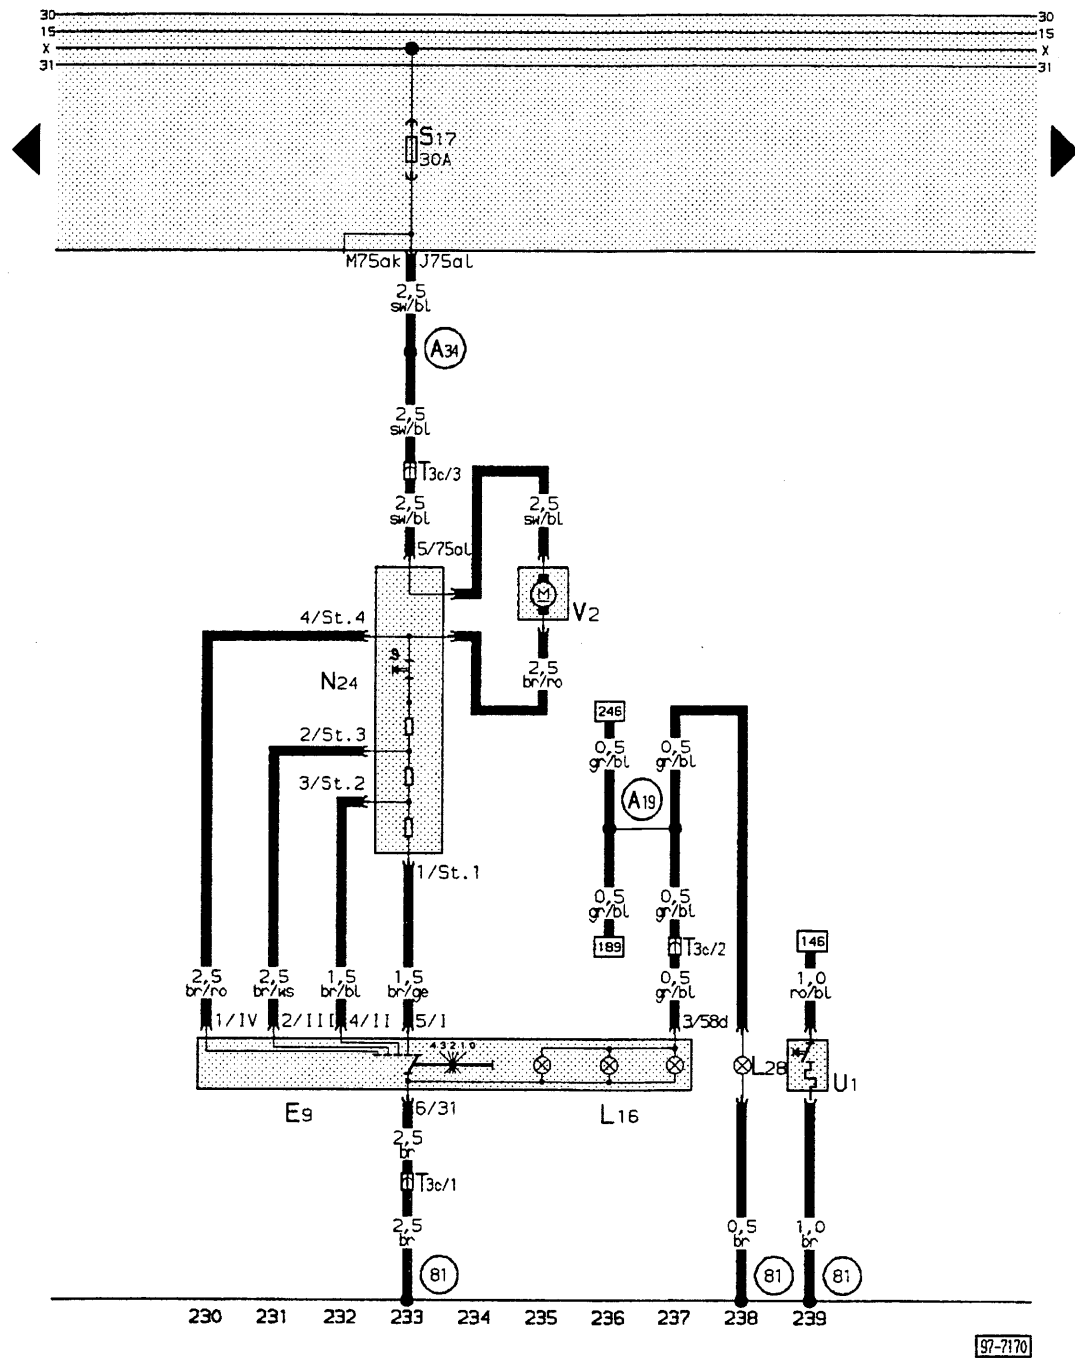 30 30
15 15
X X
31 31
S17
30A
M75ak J75al
2,5
sw/bl
A34
2,5
sw/bl
T3c/3
2,5
sw/bl
2,5
sw/bl
5/75al
M
V2
4/St.4
2,5
br/ro
N24
246
2/St.3
0,5
gr/bl
0,5
gr/bl
3/St.2
A19
1/St.1
0,5
gr/bl
0,5
gr/bl
189
T3c/2
146
2,5
br/ro
2,5
br/ws
1,5
br/bl
1,5
br/ge
0,5
gr/bl
1,0
ro/bl
1/IV 2/III 4/II 5/I 3/58d
4.3.2.1.0
L28
U1
E9
6/31
L16
2,5
br
T3c/1
2,5
br
0,5
br
1,0
br
81 81 81
230 231 232 233 234 235 236 237 238 239
97-7170